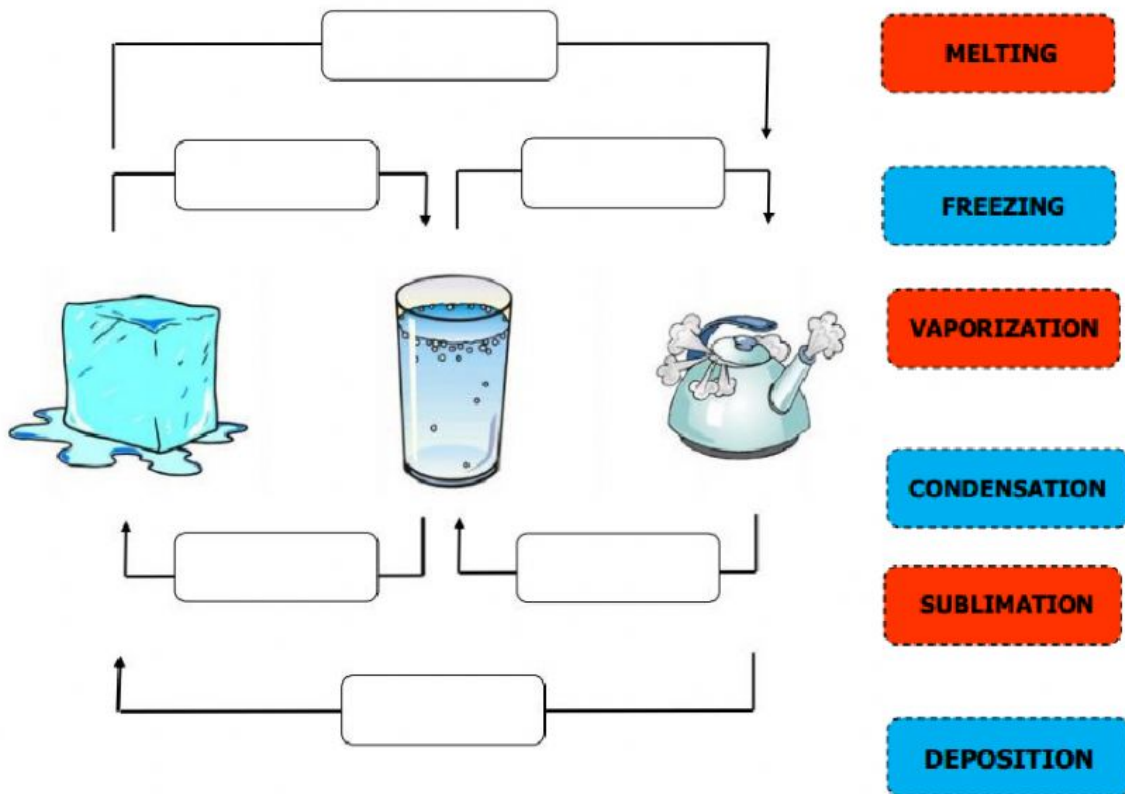 MELTING
FREEZING
VAPORIZATION
CONDENSATION
SUBLIMATION
DEPOSITION